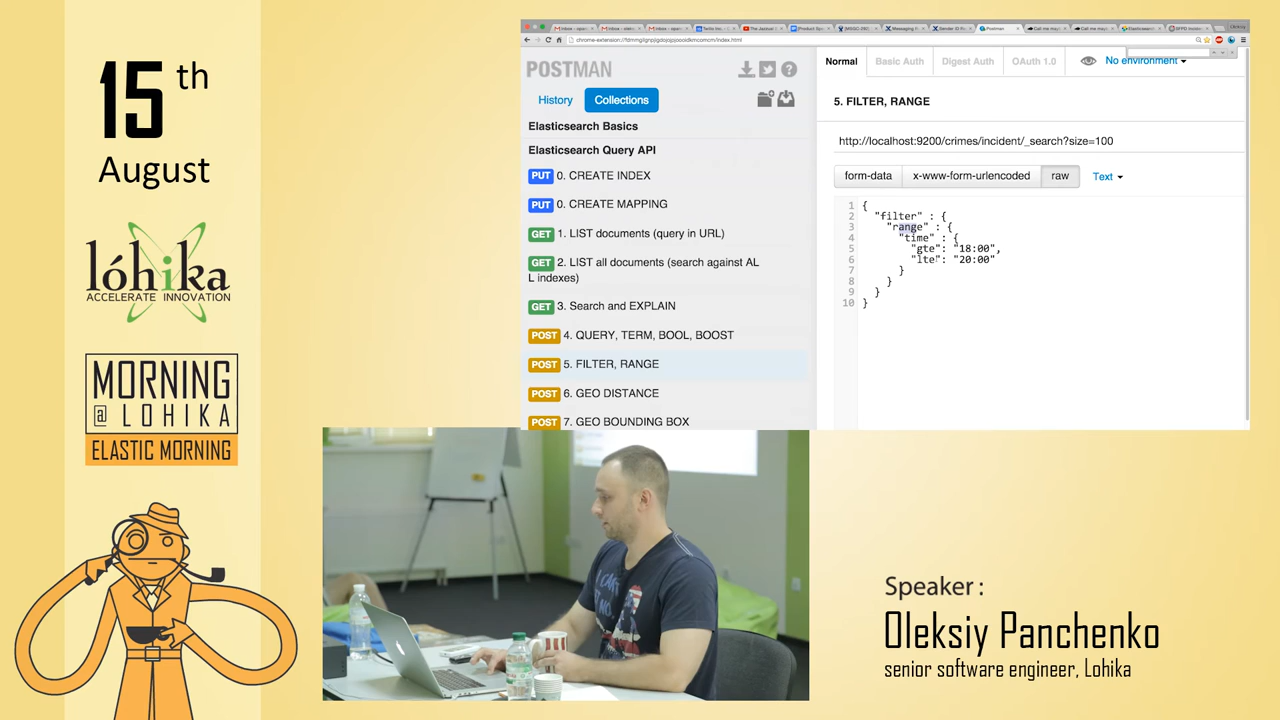 15th
August
lóhika
ACCELERATE INNOVATION
MORNING
@ LOHIKA
ELASTIC MORNING
chrome-extension://fdmmgilgnpjigdojojpjoooidkmcomcm/index.html
POSTMAN
History
Collections
Elasticsearch Basics
Elasticsearch Query API
PUT 0. CREATE INDEX
PUT 0. CREATE MAPPING
GET 1. LIST documents (query in URL)
GET 2. LIST all documents (search against AL
L indexes)
GET 3. Search and EXPLAIN
POST 4. QUERY, TERM, BOOL, BOOST
POST 5. FILTER, RANGE
POST 6. GEO DISTANCE
POST 7. GEO BOUNDING BOX
Normal Basic Auth Digest Auth OAuth 1.0 No environment
5. FILTER, RANGE
http://localhost:9200/crimes/incident/_search?size=100
form-data x-www-form-urlencoded raw Text
1 {
2 "filter" : {
3 "range" : {
4 "time" : {
5 "gte": "18:00",
6 "lte": "20:00"
7 }
8 }
9 }
10 }
Speaker :
Oleksiy Panchenko
senior software engineer, Lohika